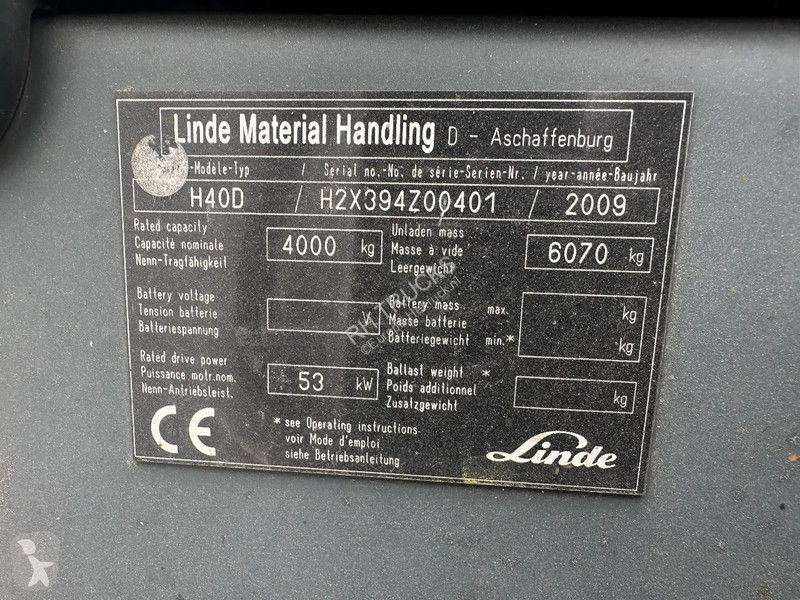 Linde Material Handling D - Aschaffenburg
-Modèle-Typ / Serial no.-No. de série-Serien-Nr. / year-année-Baujahr
H40D / H2X394Z00401 / 2009
Rated capacity
Capacité nominale
Nenn-Tragfähigkeit
4000 kg
Unladen mass
Masse à vide
Leergewicht
6070 kg
Battery voltage
Tension batterie
Batteriespannung
V
Battery mass max.
Masse batterie
Batteriegewicht min.*
kg
kg
Rated drive power
Puissance motr.nom.
Nenn-Antriebsleist.
53 kW
Ballast weight *
Poids additionnel
Zusatzgewicht
kg
CE
* see Operating instructions
voir Mode d'emploi
siehe Betriebsanleitung
Linde
RH TRUCKS